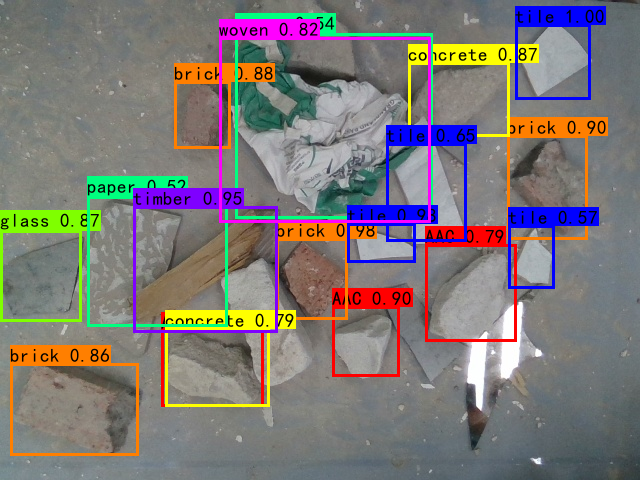 tile 1.00
0.54
woven 0.82
concrete 0.87
brick 0.88
brick 0.90
tile 0.65
paper 0.52
timber 0.95
tile 0.98
tile 0.57
glass 0.87
brick 0.98
AAC 0.79
AAC 0.90
concrete 0.79
brick 0.86